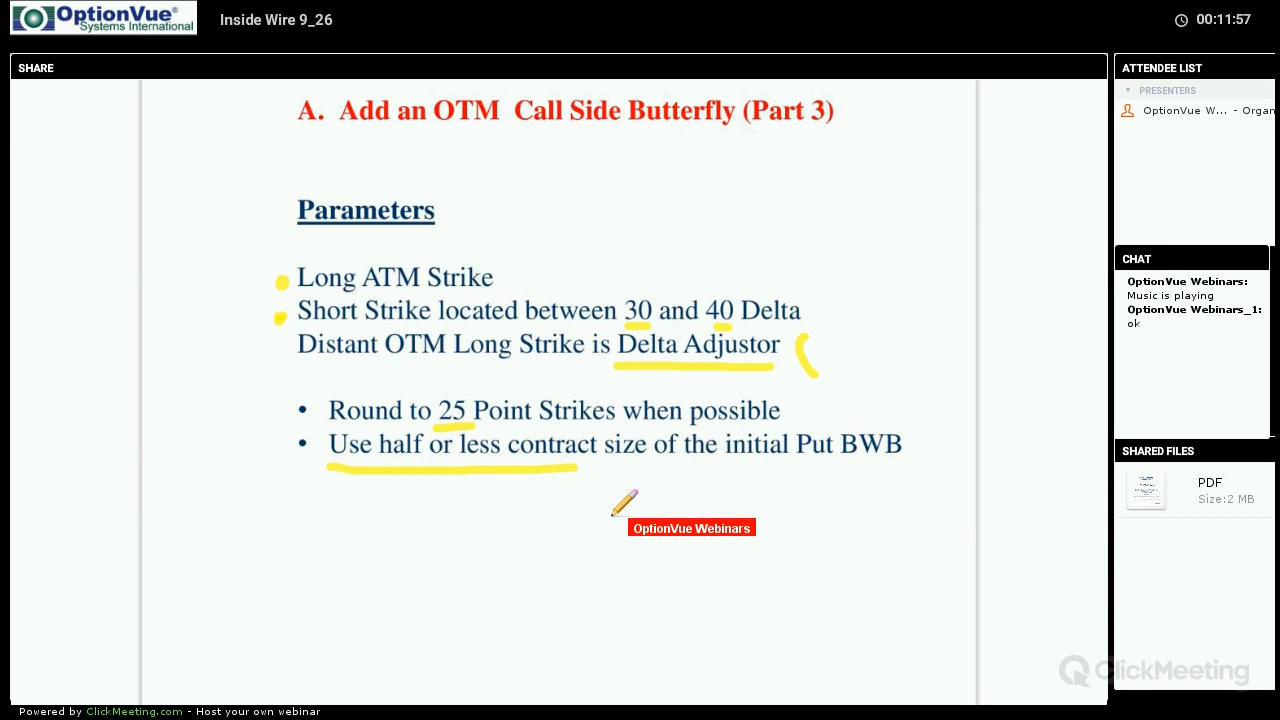 OptionVue®
Systems International
Inside Wire 9_26
00:11:57
SHARE
A. Add an OTM Call Side Butterfly (Part 3)
Parameters
Long ATM Strike
Short Strike located between 30 and 40 Delta
Distant OTM Long Strike is Delta Adjustor
• Round to 25 Point Strikes when possible
• Use half or less contract size of the initial Put BWB
OptionVue Webinars
ATTENDEE LIST
PRESENTERS
OptionVue W... - Organ
CHAT
OptionVue Webinars:
Music is playing
OptionVue Webinars_1:
ok
SHARED FILES
PDF
Size:2 MB
ClickMeeting
Powered by ClickMeeting.com - Host your own webinar